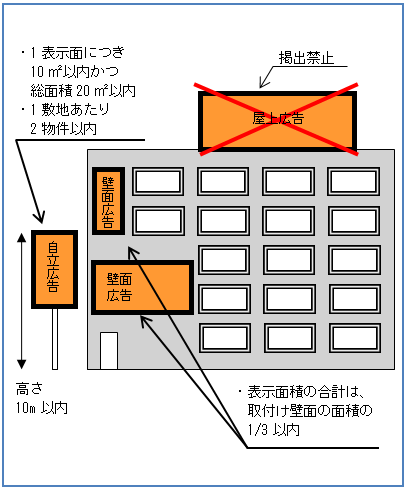 ・1表示面につき
10㎡以内かつ
総面積20㎡以内
・1敷地あたり
2物件以内
掲出禁止
屋上広告
壁面広告
自立広告
壁面
広告
高さ
10m以内
・表示面積の合計は、
取付け壁面の面積の
1/3以内